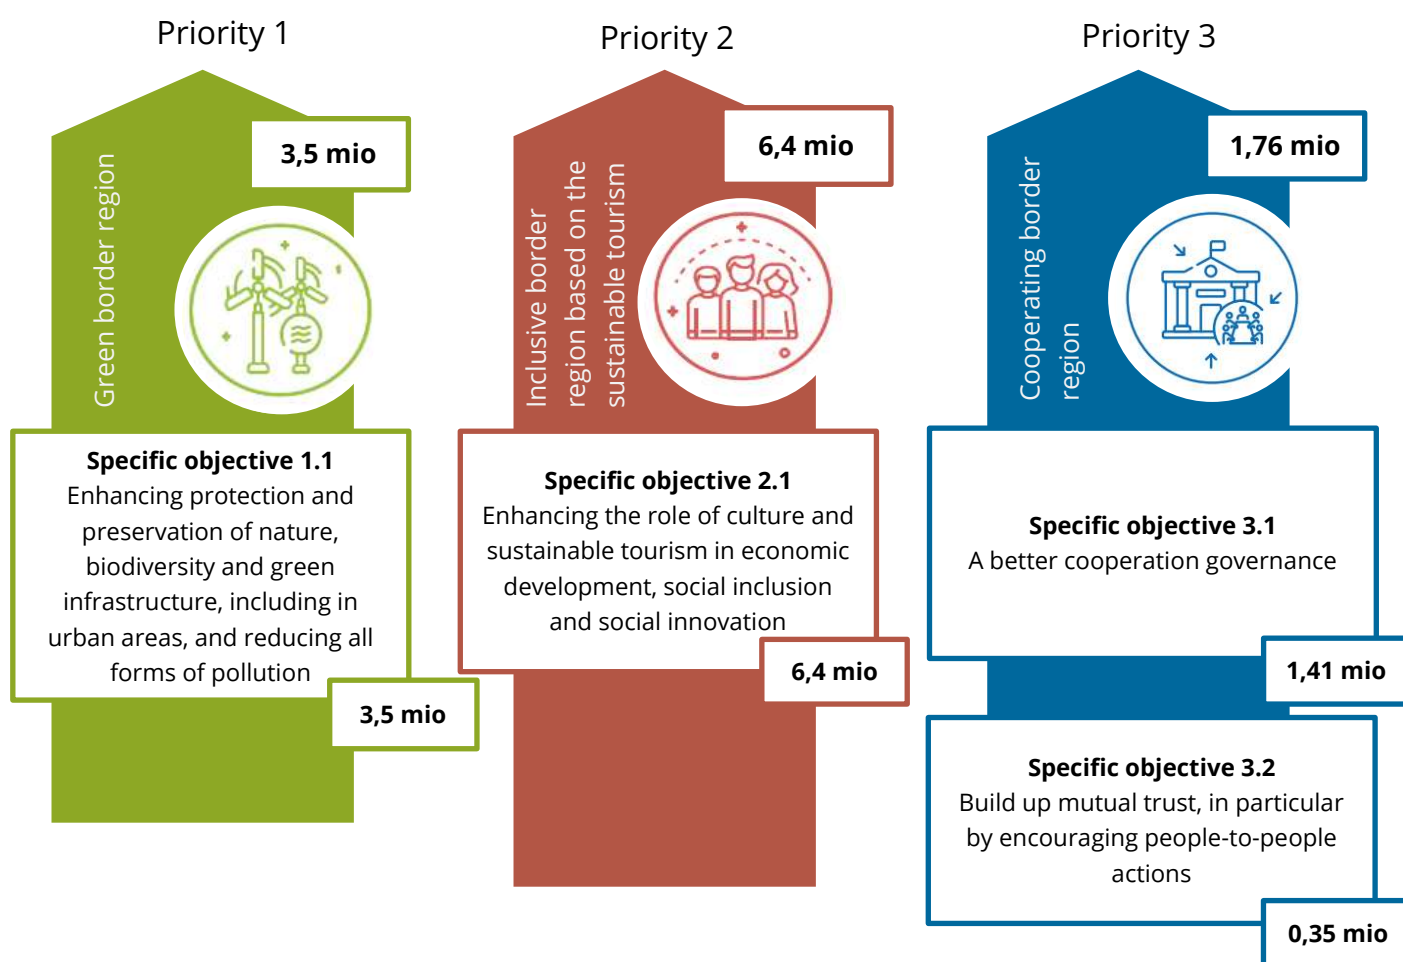 Priority 1
3,5 mio
Green border region
Specific objective 1.1
Enhancing protection and
preservation of nature,
biodiversity and green
infrastructure, including in
urban areas, and reducing all
forms of pollution
3,5 mio
Priority 2
6,4 mio
Inclusive border
region based on the
sustainable tourism
Specific objective 2.1
Enhancing the role of culture and
sustainable tourism in economic
development, social inclusion
and social innovation
6,4 mio
Priority 3
1,76 mio
Cooperating border
region
Specific objective 3.1
A better cooperation governance
1,41 mio
Specific objective 3.2
Build up mutual trust, in particular
by encouraging people-to-people
actions
0,35 mio